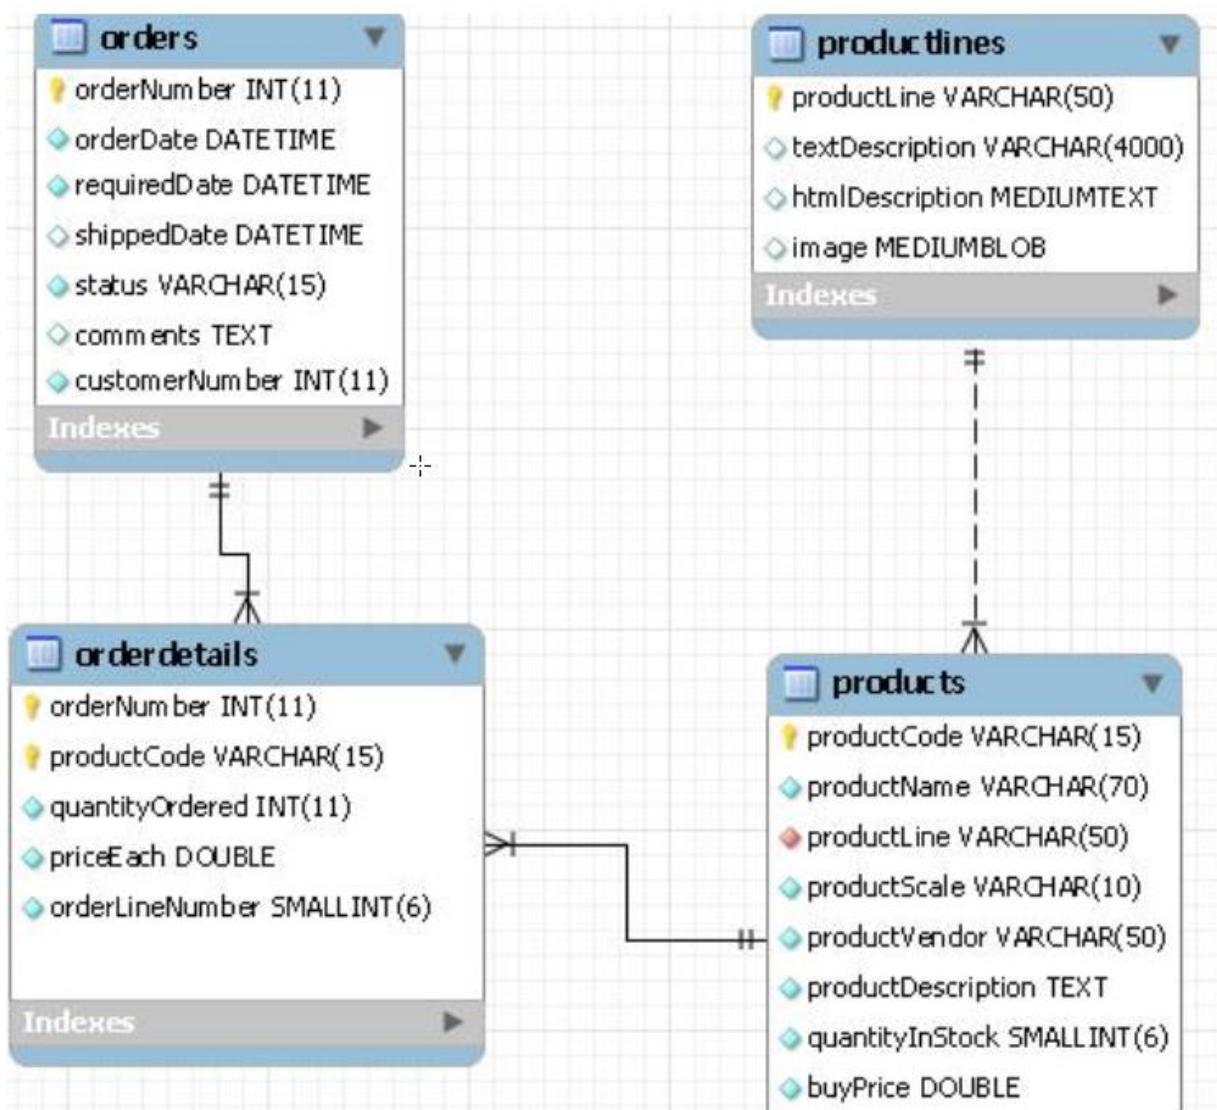 orders
orderNumber INT(11)
orderDate DATETIME
requiredDate DATETIME
shippedDate DATETIME
status VARCHAR(15)
comments TEXT
customerNumber INT(11)
Indexes
productlines
productLine VARCHAR(50)
textDescription VARCHAR(4000)
htmlDescription MEDIUMTEXT
image MEDIUMBLOB
Indexes
orderdetails
orderNumber INT(11)
productCode VARCHAR(15)
quantityOrdered INT(11)
priceEach DOUBLE
orderLineNumber SMALLINT(6)
Indexes
products
productCode VARCHAR(15)
productName VARCHAR(70)
productLine VARCHAR(50)
productScale VARCHAR(10)
productVendor VARCHAR(50)
productDescription TEXT
quantityInStock SMALLINT(6)
buyPrice DOUBLE